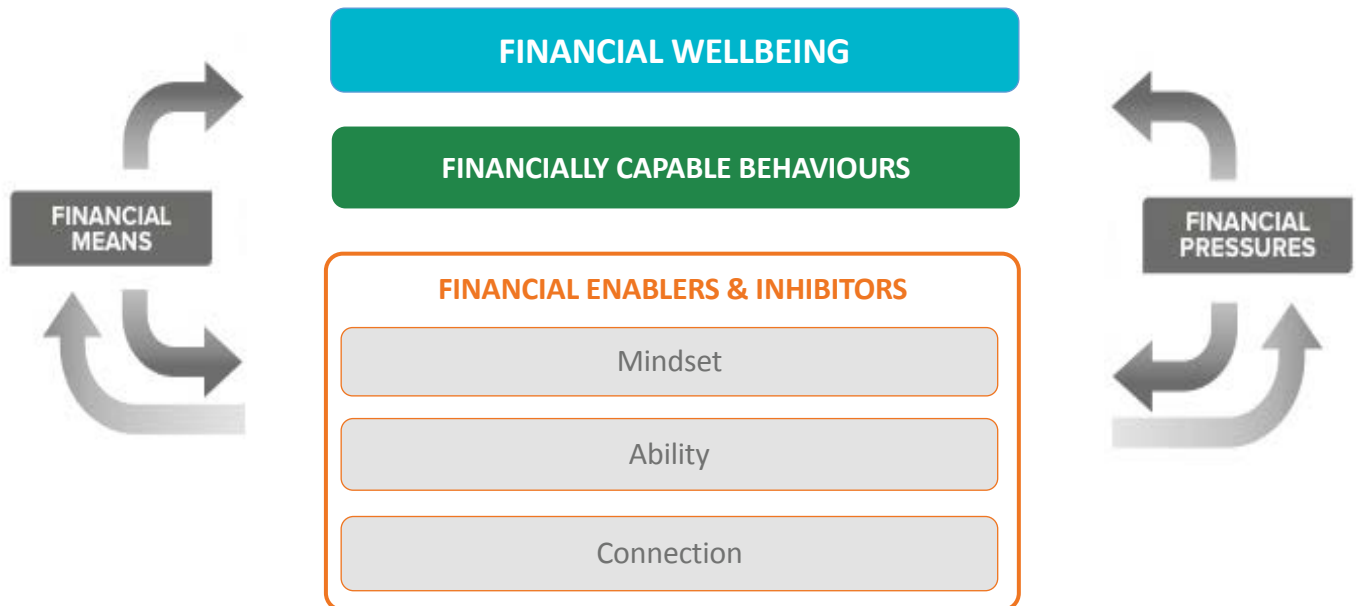 FINANCIAL WELLBEING
FINANCIALLY CAPABLE BEHAVIOURS
FINANCIAL
MEANS
FINANCIAL
PRESSURES
FINANCIAL ENABLERS & INHIBITORS
Mindset
Ability
Connection